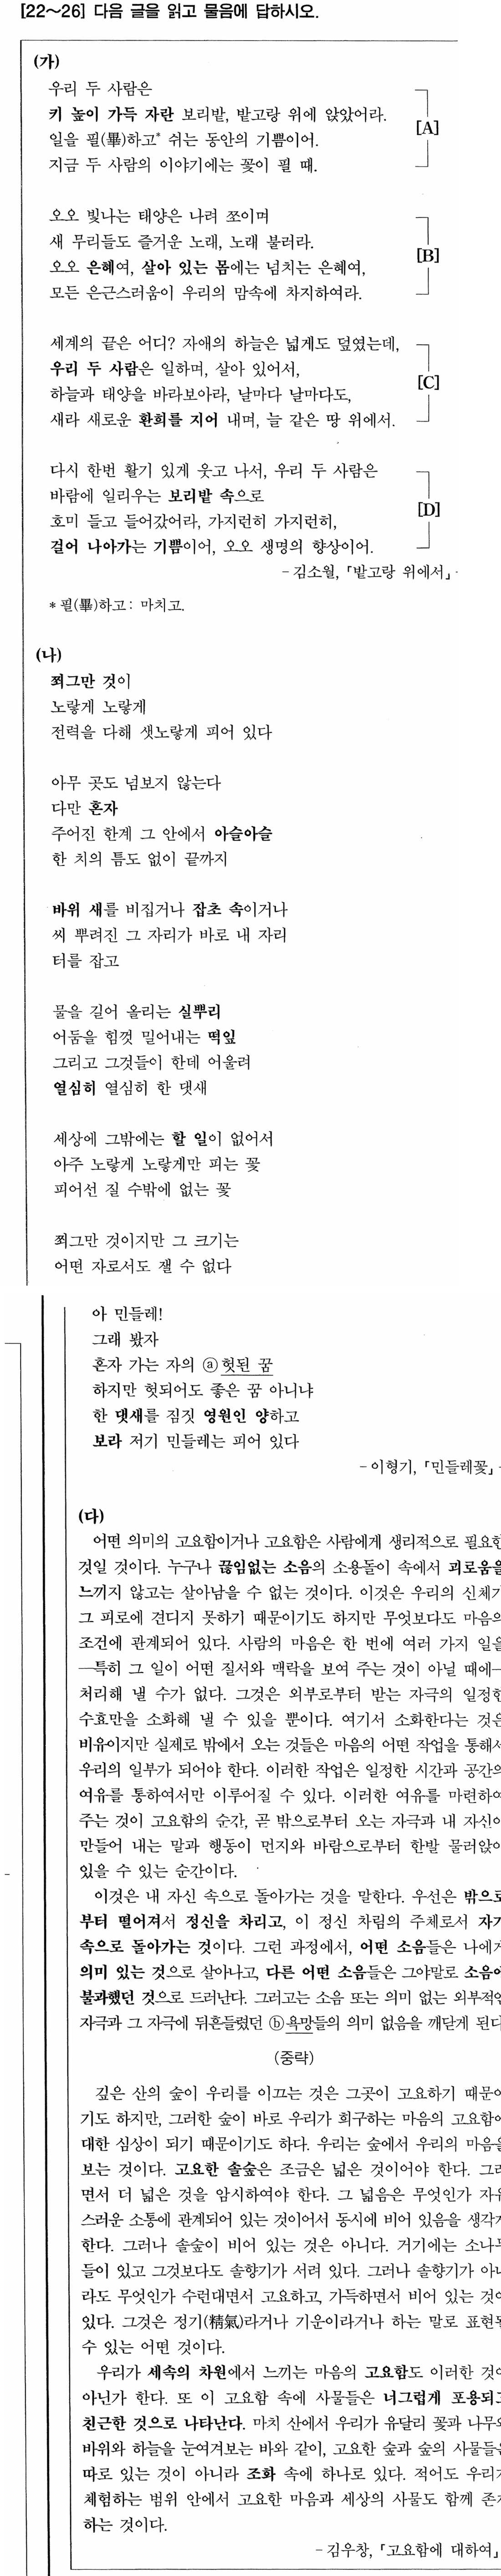 [22～26] 다음 글을 읽고 물음에 답하시오.
(가)
우리 두 사람은
키 높이 가득 자란 보리밭, 밭고랑 위에 앉았어라.
일을 필(畢)하고* 쉬는 동안의 기쁨이어.
지금 두 사람의 이야기에는 꽃이 필 때.
[A]
오오 빛나는 태양은 나려 쪼이며
새 무리들도 즐거운 노래, 노래 불러라.
오오 은혜여, 살아 있는 몸에는 넘치는 은혜여,
모든 은근스러움이 우리의 맘속에 차지하여라.
[B]
세계의 끝은 어디? 자애의 하늘은 넓게도 덮였는데,
우리 두 사람은 일하며, 살아 있어서,
하늘과 태양을 바라보아라, 날마다 날마다도,
새라 새로운 환희를 지어 내며, 늘 같은 땅 위에서.
[C]
다시 한번 활기 있게 웃고 나서, 우리 두 사람은
바람에 일리우는 보리밭 속으로
호미 들고 들어갔어라, 가지런히 가지런히,
걸어 나아가는 기쁨이어, 오오 생명의 향상이어.
[D]
- 김소월, 「밭고랑 위에서」 -
* 필(畢)하고: 마치고.
(나)
쬐그만 것이
노랗게 노랗게
전력을 다해 샛노랗게 피어 있다
아무 곳도 넘보지 않는다
다만 혼자
주어진 한계 그 안에서 아슬아슬
한 치의 틈도 없이 끝까지
바위 새를 비집거나 잡초 속이거나
씨 뿌려진 그 자리가 바로 내 자리
터를 잡고
물을 길어 올리는 실뿌리
어둠을 힘껏 밀어내는 떡잎
그리고 그것들이 한데 어울려
열심히 열심히 한 댓새
세상에 그밖에는 할 일이 없어서
아주 노랗게 노랗게만 피는 꽃
피어선 질 수밖에 없는 꽃
쬐그만 것이지만 그 크기는
어떤 자로서도 잴 수 없다
아 민들레!
그래 봤자
혼자 가는 자의 ⓐ헛된 꿈
하지만 헛되어도 좋은 꿈 아니냐
한 댓새를 짐짓 영원인 양하고
보라 저기 민들레는 피어 있다
- 이형기, 「민들레꽃」 -
(다)
어떤 의미의 고요함이거나 고요함은 사람에게 생리적으로 필요한
것일 것이다. 누구나 끊임없는 소음의 소용돌이 속에서 괴로움을
느끼지 않고는 살아남을 수 없는 것이다. 이것은 우리의 신체가
그 피로에 견디지 못하기 때문이기도 하지만 무엇보다도 마음의
조건에 관계되어 있다. 사람의 마음은 한 번에 여러 가지 일을
─특히 그 일이 어떤 질서와 맥락을 보여 주는 것이 아닐 때에─
처리해 낼 수가 없다. 그것은 외부로부터 받는 자극의 일정한
수효만을 소화해 낼 수 있을 뿐이다. 여기서 소화한다는 것은
비유이지만 실제로 밖에서 오는 것들은 마음의 어떤 작업을 통해서
우리의 일부가 되어야 한다. 이러한 작업은 일정한 시간과 공간의
여유를 통하여서만 이루어질 수 있다. 이러한 여유를 마련하여
주는 것이 고요함의 순간, 곧 밖으로부터 오는 자극과 내 자신이
만들어 내는 말과 행동이 먼지와 바람으로부터 한발 물러앉아
있을 수 있는 순간이다.
이것은 내 자신 속으로 돌아가는 것을 말한다. 우선은 밖으로
부터 떨어져서 정신을 차리고, 이 정신 차림의 주체로서 자기
속으로 돌아가는 것이다. 그런 과정에서, 어떤 소음들은 나에게
의미 있는 것으로 살아나고, 다른 어떤 소음들은 그야말로 소음에
불과했던 것으로 드러난다. 그러고는 소음 또는 의미 없는 외부적인
자극과 그 자극에 뒤흔들렸던 ⓑ욕망들의 의미 없음을 깨닫게 된다.
(중략)
깊은 산의 숲이 우리를 이끄는 것은 그곳이 고요하기 때문이
기도 하지만, 그러한 숲이 바로 우리가 희구하는 마음의 고요함에
대한 심상이 되기 때문이기도 하다. 우리는 숲에서 우리의 마음을
보는 것이다. 고요한 솔숲은 조금은 넓은 것이어야 한다. 그러
면서 더 넓은 것을 암시하여야 한다. 그 넓음은 무엇인가 자유
스러운 소통에 관계되어 있는 것이어서 동시에 비어 있음을 생각게
한다. 그러나 솔숲이 비어 있는 것은 아니다. 거기에는 소나무
들이 있고 그것보다도 솔향기가 서려 있다. 그러나 솔향기가 아니
라도 무엇인가 수런대면서 고요하고, 가득하면서 비어 있는 것이
있다. 그것은 정기(精氣)라거나 기운이라거나 하는 말로 표현될
수 있는 어떤 것이다.
우리가 세속의 차원에서 느끼는 마음의 고요함도 이러한 것이
아닌가 한다. 또 이 고요함 속에 사물들은 너그럽게 포용되고
친근한 것으로 나타난다. 마치 산에서 우리가 유달리 꽃과 나무와
바위와 하늘을 눈여겨보는 바와 같이, 고요한 숲과 숲의 사물들은
따로 있는 것이 아니라 조화 속에 하나로 있다. 적어도 우리가
체험하는 범위 안에서 고요한 마음과 세상의 사물도 함께 존재
하는 것이다.
- 김우창, 「고요함에 대하여」